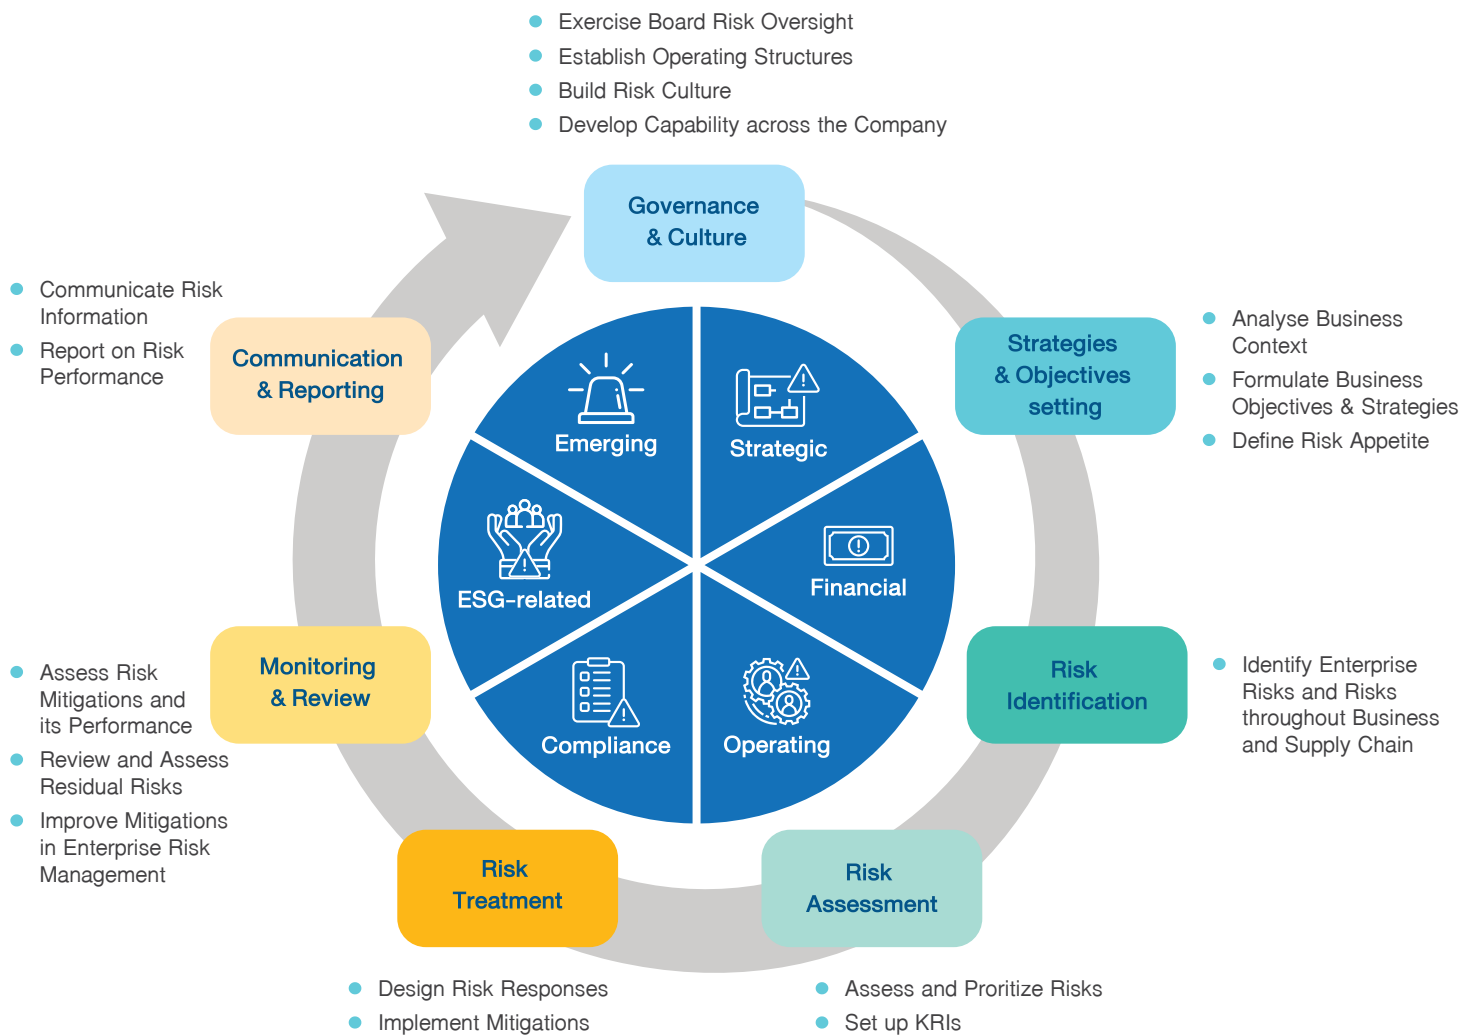 Exercise Board Risk Oversight
Establish Operating Structures
Build Risk Culture
Develop Capability across the Company
Governance
& Culture
Strategies
& Objectives
setting
Analyse Business
Context
Formulate Business
Objectives & Strategies
Define Risk Appetite
Risk
Identification
Identify Enterprise
Risks and Risks
throughout Business
and Supply Chain
Risk
Assessment
Assess and Proritize Risks
Set up KRIs
Risk
Treatment
Design Risk Responses
Implement Mitigations
Monitoring
& Review
Assess Risk
Mitigations and
its Performance
Review and Assess
Residual Risks
Improve Mitigations
in Enterprise Risk
Management
Communication
& Reporting
Communicate Risk
Information
Report on Risk
Performance
Strategic
Financial
Operating
Compliance
ESG-related
Emerging